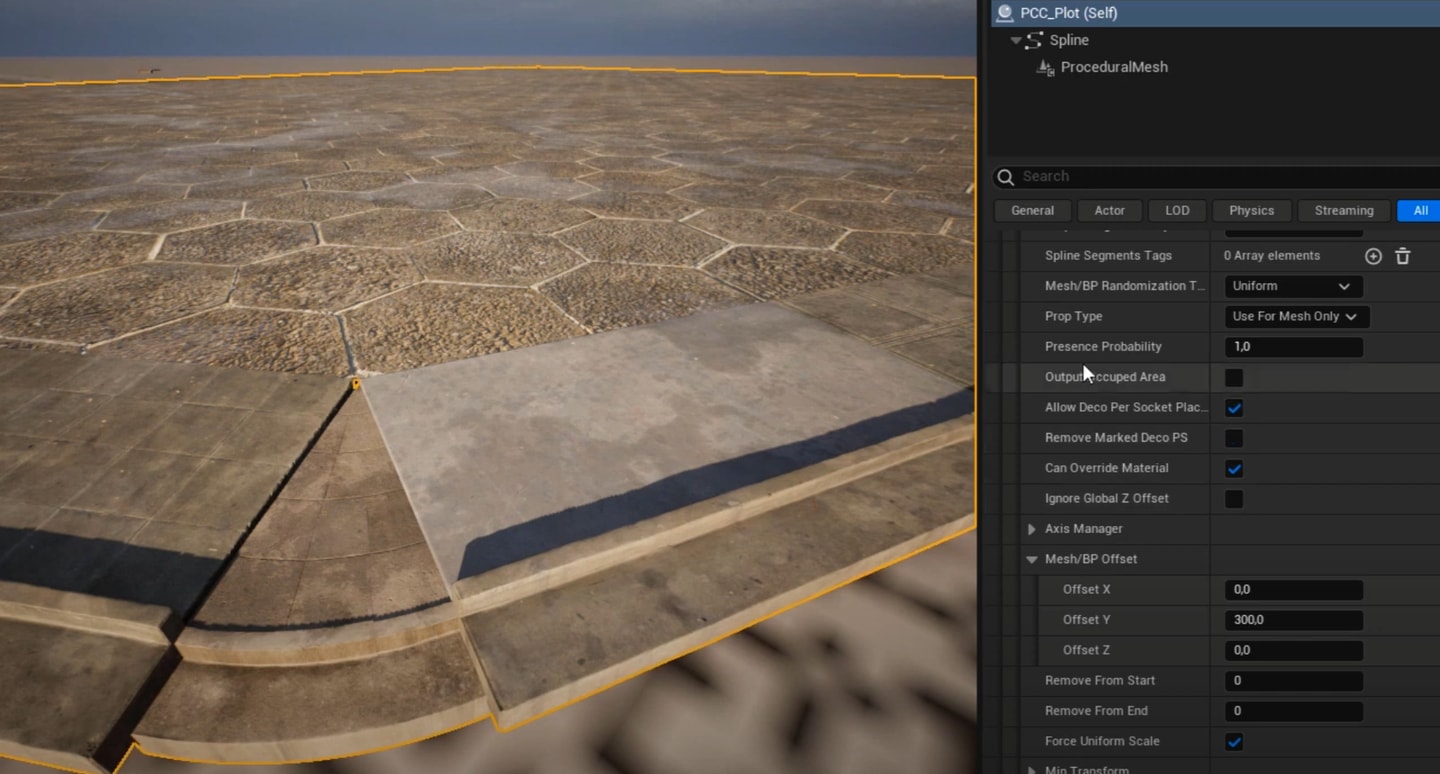 PCC_Plot (Self)
Spline
ProceduralMesh
Search
General Actor LOD Physics Streaming All
Spline Segments Tags 0 Array elements
Mesh/BP Randomization T... Uniform
Prop Type Use For Mesh Only
Presence Probability 1,0
Output Occuped Area
Allow Deco Per Socket Plac...
Remove Marked Deco PS
Can Override Material
Ignore Global Z Offset
Axis Manager
Mesh/BP Offset
Offset X 0,0
Offset Y 300,0
Offset Z 0,0
Remove From Start 0
Remove From End 0
Force Uniform Scale
Min Transform